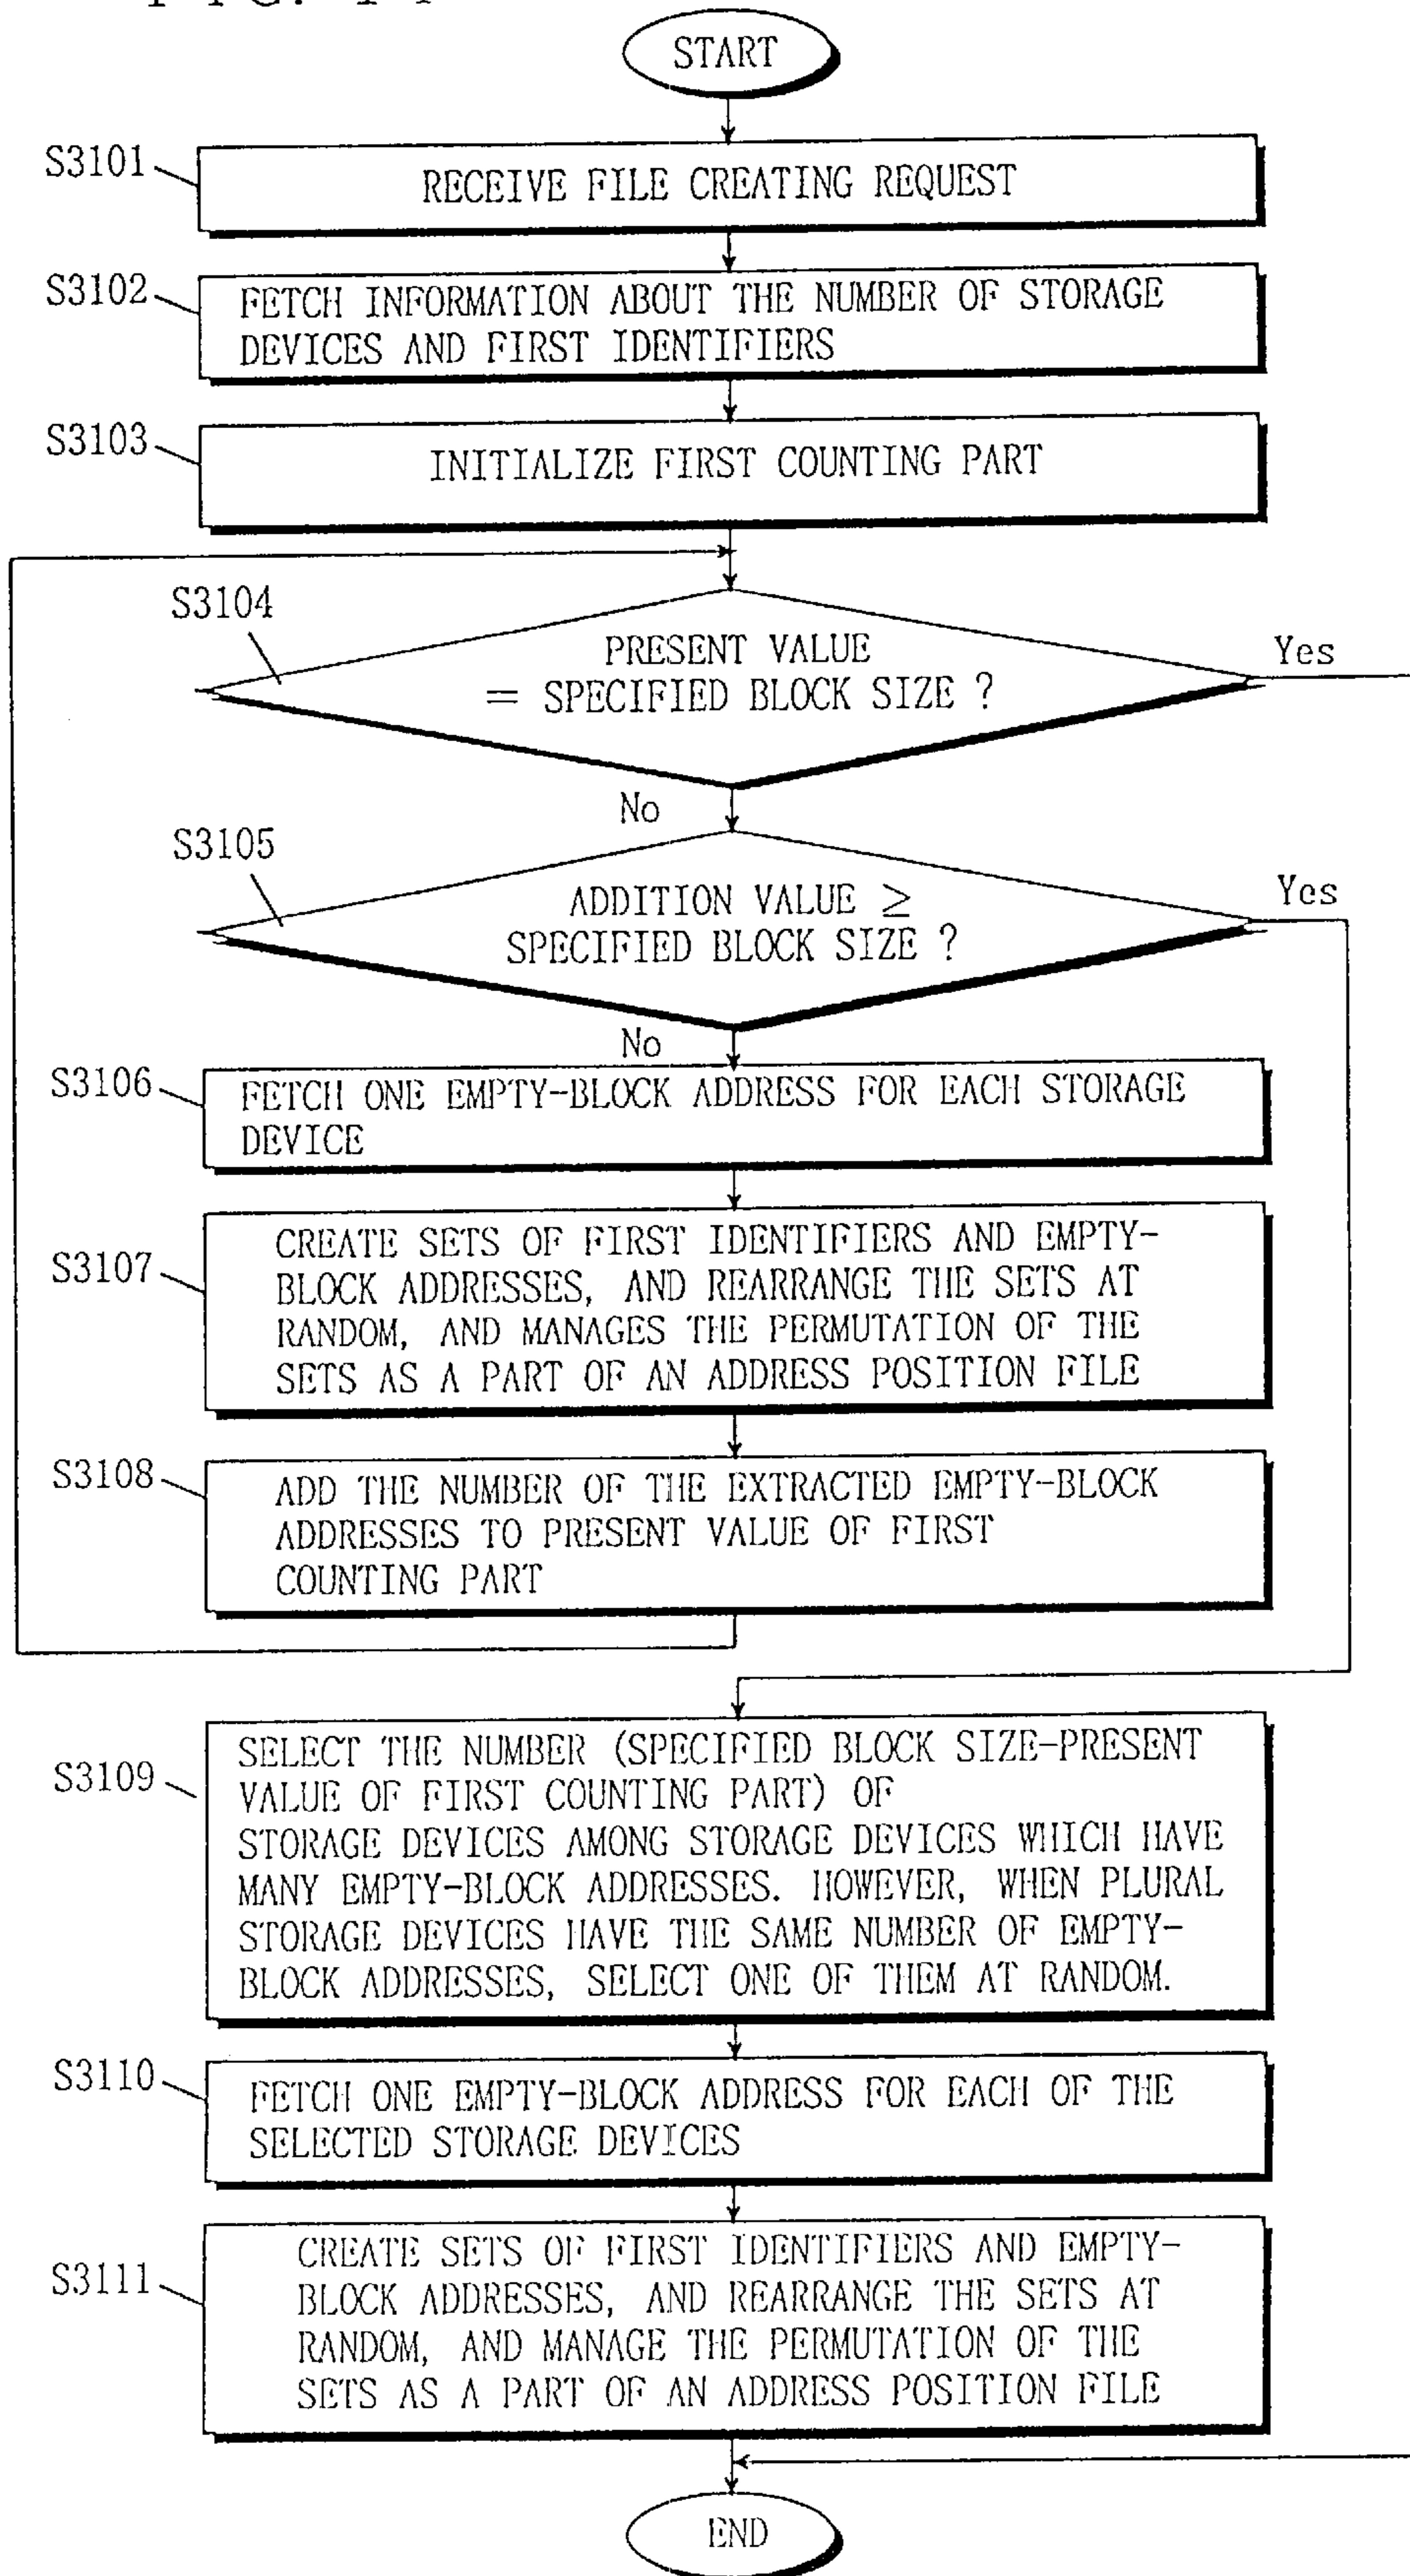 START
S3101
RECEIVE FILE CREATING REQUEST
S3102
FETCH INFORMATION ABOUT THE NUMBER OF STORAGE
DEVICES AND FIRST IDENTIFIERS
S3103
INITIALIZE FIRST COUNTING PART
S3104
PRESENT VALUE
= SPECIFIED BLOCK SIZE ?
Yes
No
S3105
ADDITION VALUE ≥
SPECIFIED BLOCK SIZE ?
Yes
No
S3106
FETCH ONE EMPTY-BLOCK ADDRESS FOR EACH STORAGE
DEVICE
S3107
CREATE SETS OF FIRST IDENTIFIERS AND EMPTY-
BLOCK ADDRESSES, AND REARRANGE THE SETS AT
RANDOM, AND MANAGES THE PERMUTATION OF THE
SETS AS A PART OF AN ADDRESS POSITION FILE
S3108
ADD THE NUMBER OF THE EXTRACTED EMPTY-BLOCK
ADDRESSES TO PRESENT VALUE OF FIRST
COUNTING PART
S3109
SELECT THE NUMBER (SPECIFIED BLOCK SIZE-PRESENT
VALUE OF FIRST COUNTING PART) OF
STORAGE DEVICES AMONG STORAGE DEVICES WHICH HAVE
MANY EMPTY-BLOCK ADDRESSES. HOWEVER, WHEN PLURAL
STORAGE DEVICES HAVE THE SAME NUMBER OF EMPTY-
BLOCK ADDRESSES, SELECT ONE OF THEM AT RANDOM.
S3110
FETCH ONE EMPTY-BLOCK ADDRESS FOR EACH OF THE
SELECTED STORAGE DEVICES
S3111
CREATE SETS OF FIRST IDENTIFIERS AND EMPTY-
BLOCK ADDRESSES, AND REARRANGE THE SETS AT
RANDOM, AND MANAGE THE PERMUTATION OF THE
SETS AS A PART OF AN ADDRESS POSITION FILE
END